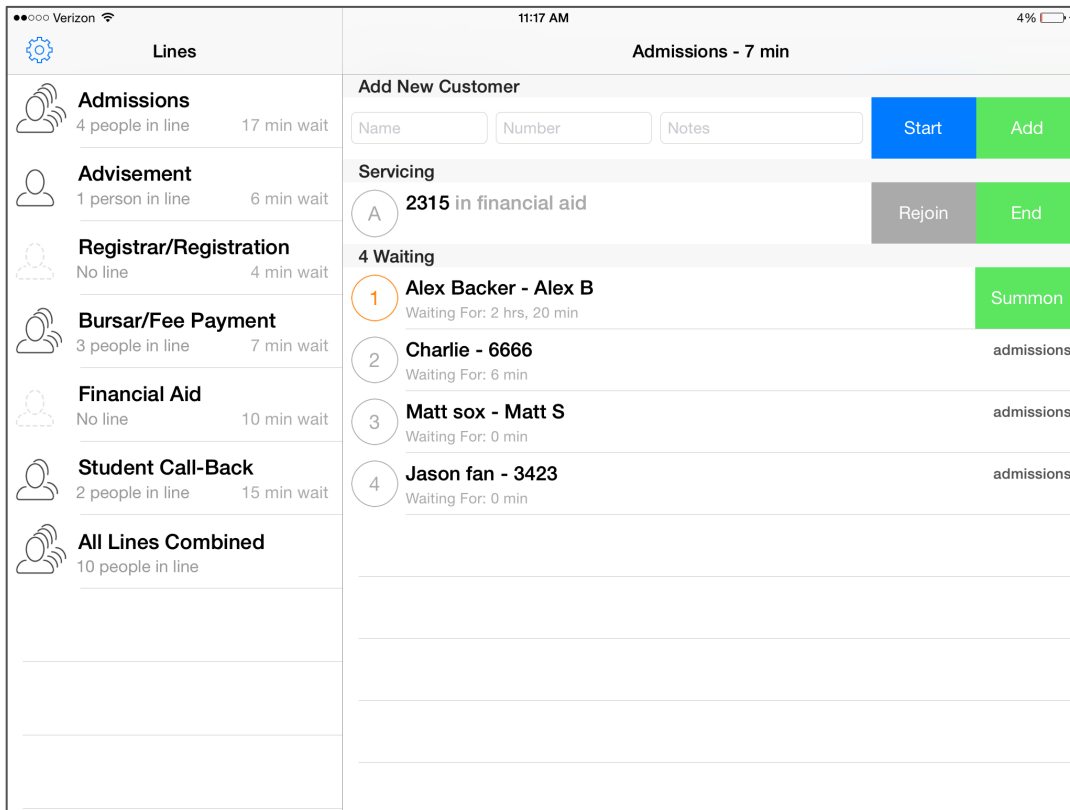 Verizon
11:17 AM
4%
Lines
Admissions - 7 min
Admissions
4 people in line 17 min wait
Advisement
1 person in line 6 min wait
Registrar/Registration
No line 4 min wait
Bursar/Fee Payment
3 people in line 7 min wait
Financial Aid
No line 10 min wait
Student Call-Back
2 people in line 15 min wait
All Lines Combined
10 people in line
Add New Customer
Name Number Notes Start Add
Servicing
A 2315 in financial aid Rejoin End
4 Waiting
1 Alex Backer - Alex B Summon
Waiting For: 2 hrs, 20 min
2 Charlie - 6666 admissions
Waiting For: 6 min
3 Matt sox - Matt S admissions
Waiting For: 0 min
4 Jason fan - 3423 admissions
Waiting For: 0 min